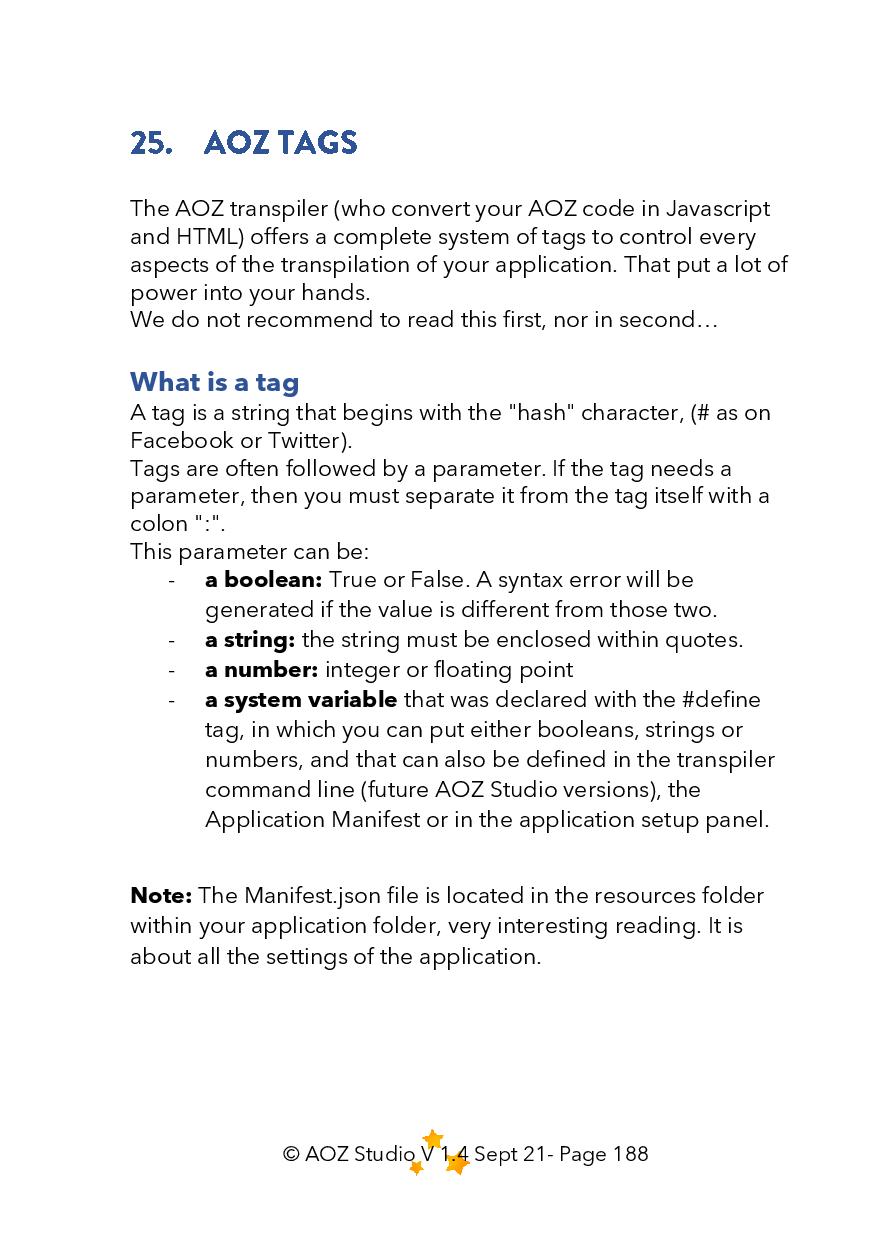 25. AOZ TAGS
The AOZ transpiler (who convert your AOZ code in Javascript
and HTML) offers a complete system of tags to control every
aspects of the transpilation of your application. That put a lot of
power into your hands.
We do not recommend to read this first, nor in second…
What is a tag
A tag is a string that begins with the "hash" character, (# as on
Facebook or Twitter).
Tags are often followed by a parameter. If the tag needs a
parameter, then you must separate it from the tag itself with a
colon ":".
This parameter can be:
- a boolean: True or False. A syntax error will be
generated if the value is different from those two.
- a string: the string must be enclosed within quotes.
- a number: integer or floating point
- a system variable that was declared with the #define
tag, in which you can put either booleans, strings or
numbers, and that can also be defined in the transpiler
command line (future AOZ Studio versions), the
Application Manifest or in the application setup panel.
Note: The Manifest.json file is located in the resources folder
within your application folder, very interesting reading. It is
about all the settings of the application.
© AOZ Studio V 1.4 Sept 21- Page 188